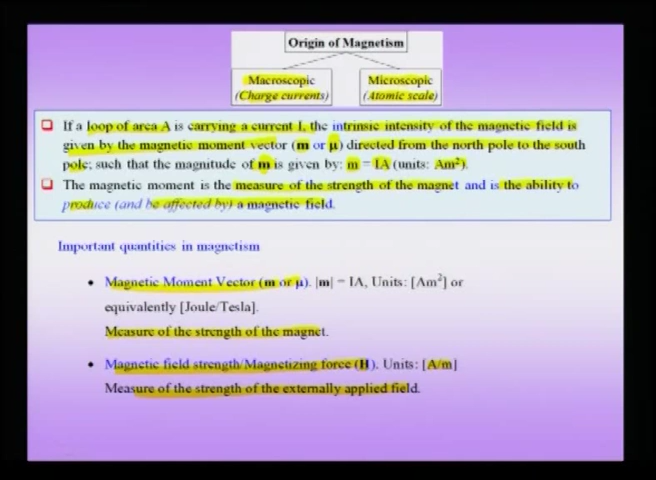 Origin of Magnetism
Macroscopic
(Charge currents)
Microscopic
(Atomic scale)
If a loop of area A is carrying a current I, the intrinsic intensity of the magnetic field is
given by the magnetic moment vector (m or μ) directed from the north pole to the south
pole; such that the magnitude of m is given by: m = IA (units: Am²).
The magnetic moment is the measure of the strength of the magnet and is the ability to
produce (and be affected by) a magnetic field.
Important quantities in magnetism
• Magnetic Moment Vector (m or μ). |m| = IA, Units: [Am²] or
equivalently [Joule/Tesla].
Measure of the strength of the magnet.
• Magnetic field strength/Magnetizing force (H). Units: [A/m]
Measure of the strength of the externally applied field.